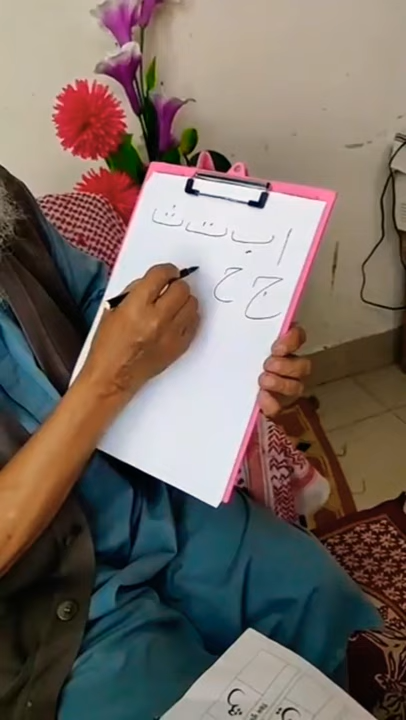 ا ب ت ث
ج ح